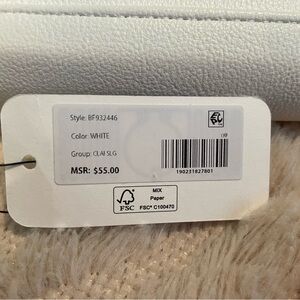 Style: BF932446
Color: WHITE
Group: CLAI SLG
MSR: $55.00
190231827801
FSC
MIX
Paper
FSC® C100470